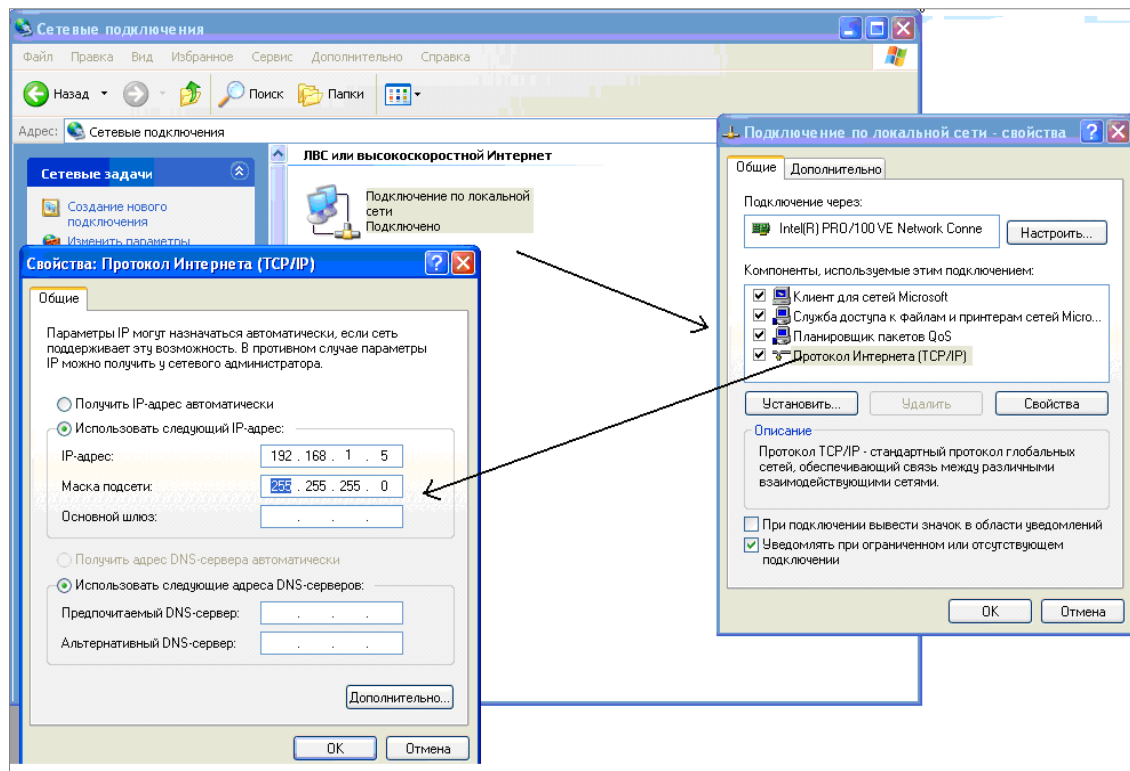 Сетевые подключения
Файл Правка Вид Избранное Сервис Дополнительно Справка
Назад Поиск Папки
Адрес: Сетевые подключения
Сетевые задачи
Создание нового
подключения
Изменить параметры
ЛВС или высокоскоростной Интернет
Подключение по локальной
сети
Подключено
Подключение по локальной сети - свойства
Общие Дополнительно
Подключение через:
Intel(R) PRO/100 VE Network Conne Настроить...
Компоненты, используемые этим подключением:
Клиент для сетей Microsoft
Служба доступа к файлам и принтерам сетей Micro...
Планировщик пакетов QoS
Протокол Интернета (TCP/IP)
Установить... Удалить Свойства
Описание
Протокол TCP/IP - стандартный протокол глобальных
сетей, обеспечивающий связь между различными
взаимодействующими сетями.
При подключении вывести значок в области уведомлений
Уведомлять при ограниченном или отсутствующем
подключении
OK Отмена
Свойства: Протокол Интернета (TCP/IP)
Общие
Параметры IP могут назначаться автоматически, если сеть
поддерживает эту возможность. В противном случае параметры
IP можно получить у сетевого администратора.
Получить IP-адрес автоматически
Использовать следующий IP-адрес:
IP-адрес: 192 . 168 . 1 . 5
Маска подсети: 255 . 255 . 255 . 0
Основной шлюз: . . .
Получить адрес DNS-сервера автоматически
Использовать следующие адреса DNS-серверов:
Предпочитаемый DNS-сервер: . . .
Альтернативный DNS-сервер: . . .
Дополнительно...
OK Отмена